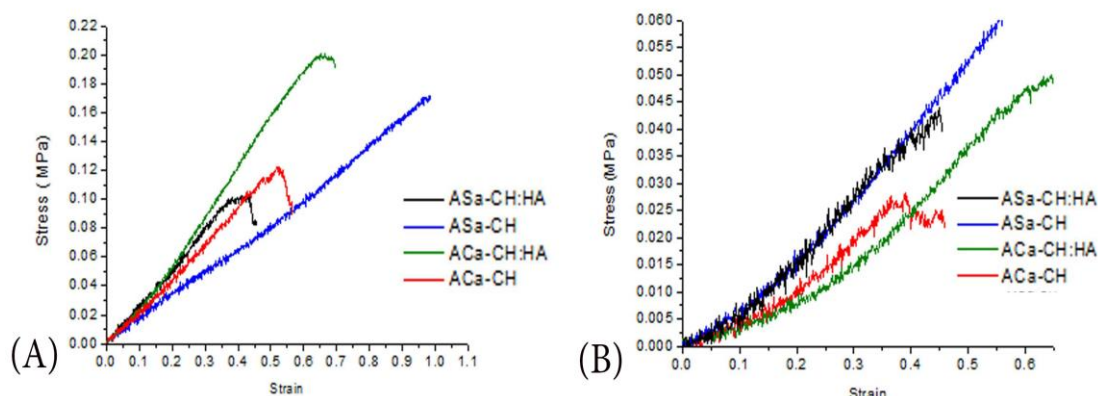 0.22
0.20
0.18
0.16
0.14
0.12
0.10
0.08
0.06
0.04
0.02
0.00
Stress ( MPa)
0.0 0.1 0.2 0.3 0.4 0.5 0.6 0.7 0.8 0.9 1.0 1.1
Strain
ASa-CH:HA
ASa-CH
ACa-CH:HA
ACa-CH
(A)
0.060
0.055
0.050
0.045
0.040
0.035
0.030
0.025
0.020
0.015
0.010
0.005
0.000
Stress (MPa)
0.0 0.1 0.2 0.3 0.4 0.5 0.6
Strain
ASa-CH:HA
ASa-CH
ACa-CH:HA
ACa-CH
(B)